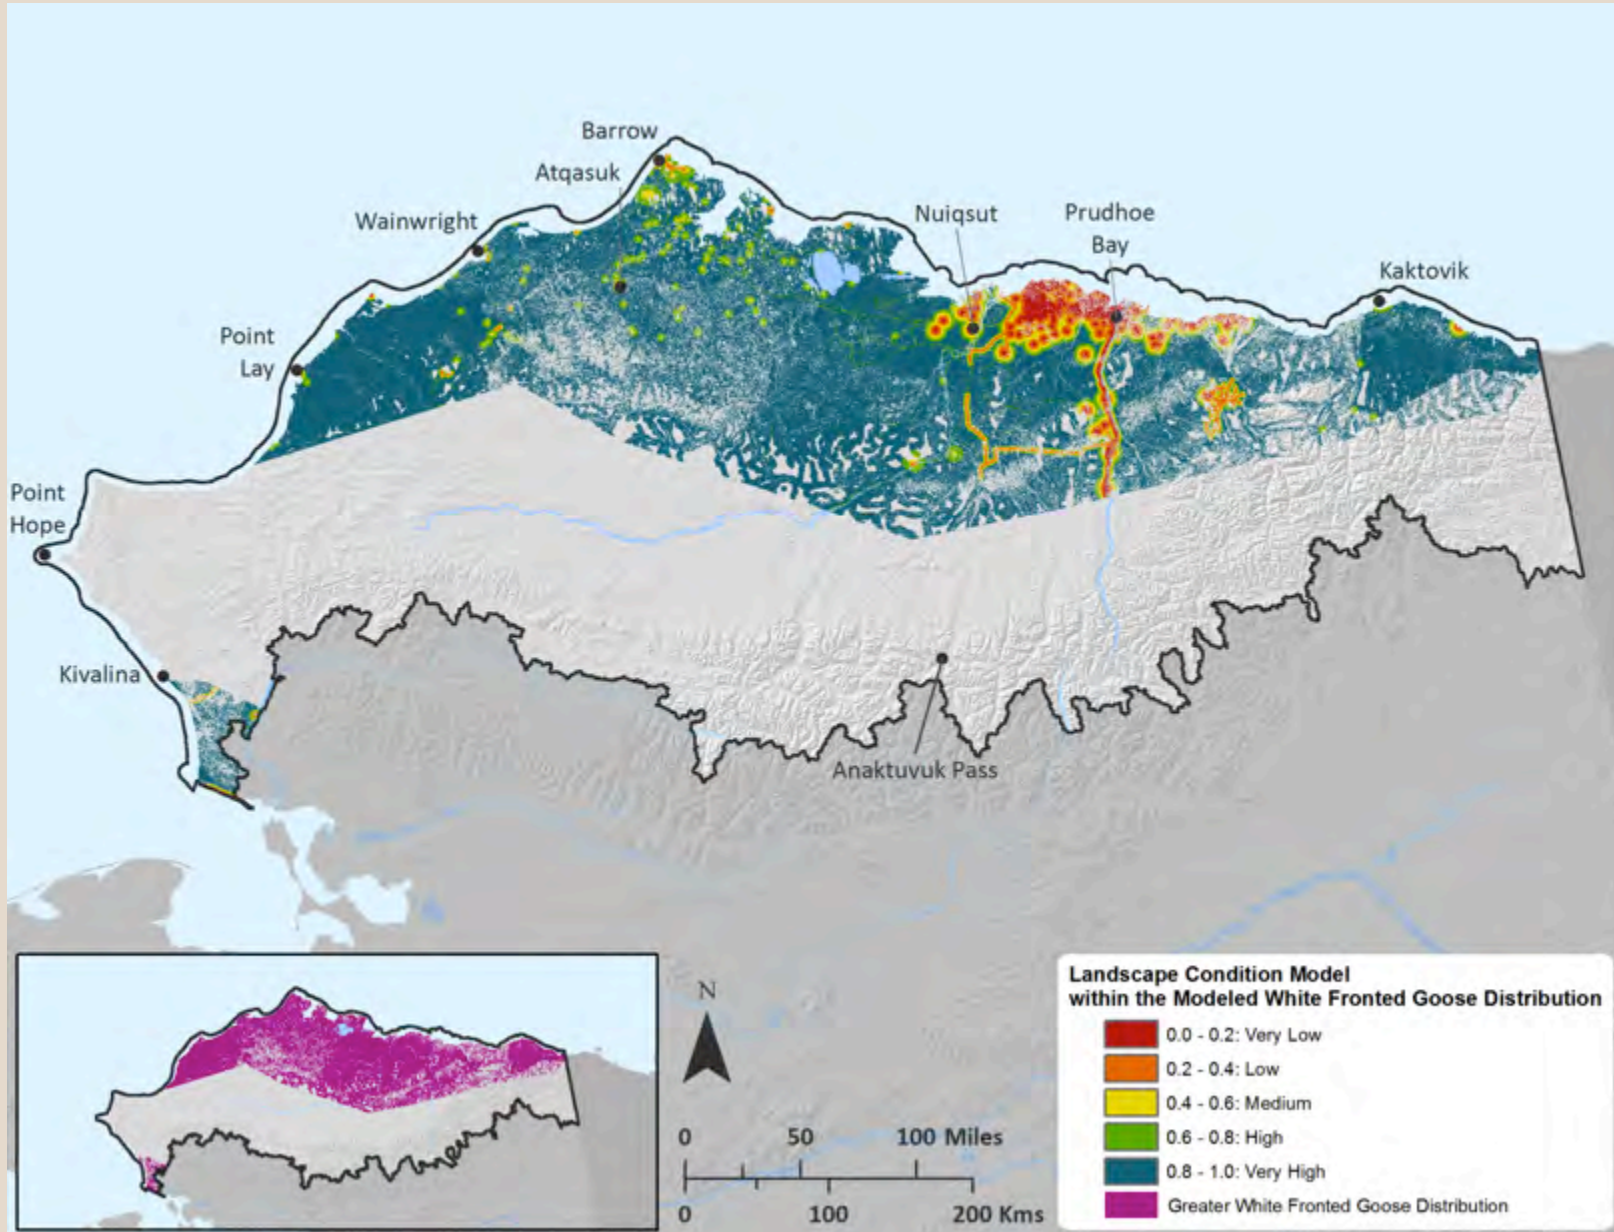 Barrow
Atqasuk
Wainwright
Nuiqsut
Prudhoe
Bay
Kaktovik
Point
Lay
Point
Hope
Kivalina
Anaktuvuk Pass
N
0 50 100 Miles
0 100 200 Kms
Landscape Condition Model
within the Modeled White Fronted Goose Distribution
0.0 - 0.2: Very Low
0.2 - 0.4: Low
0.4 - 0.6: Medium
0.6 - 0.8: High
0.8 - 1.0: Very High
Greater White Fronted Goose Distribution